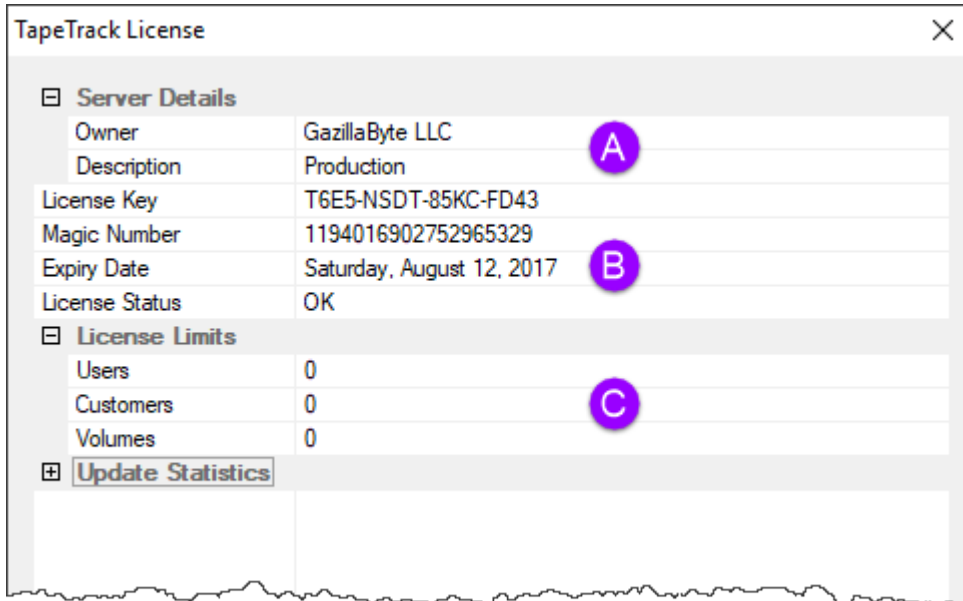 TapeTrack License
Server Details
Owner GazillaByte LLC
A
Description Production
License Key T6E5-NSDT-85KC-FD43
Magic Number 1194016902752965329
Expiry Date Saturday, August 12, 2017 B
License Status OK
License Limits
Users 0
Customers 0 C
Volumes 0
Update Statistics